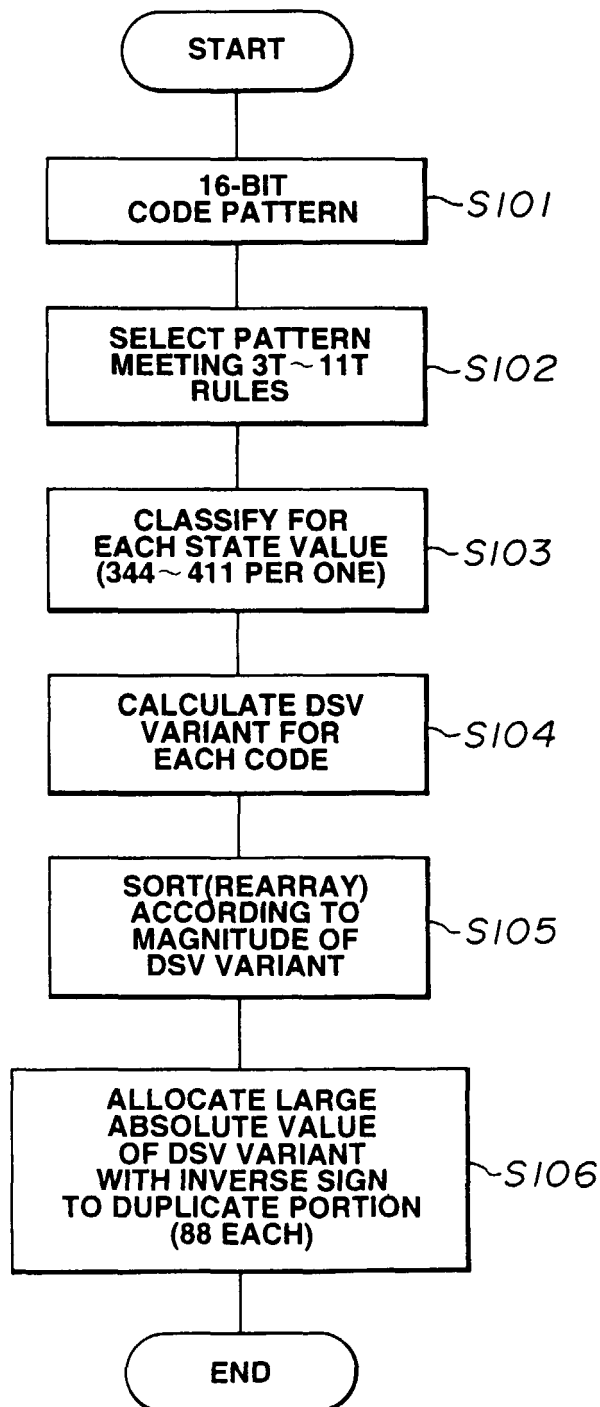 START
16-BIT
CODE PATTERN
S101
SELECT PATTERN
MEETING 3T~11T
RULES
S102
CLASSIFY FOR
EACH STATE VALUE
(344~411 PER ONE)
S103
CALCULATE DSV
VARIANT FOR
EACH CODE
S104
SORT(REARRAY)
ACCORDING TO
MAGNITUDE OF
DSV VARIANT
S105
ALLOCATE LARGE
ABSOLUTE VALUE
OF DSV VARIANT
WITH INVERSE SIGN
TO DUPLICATE PORTION
(88 EACH)
S106
END